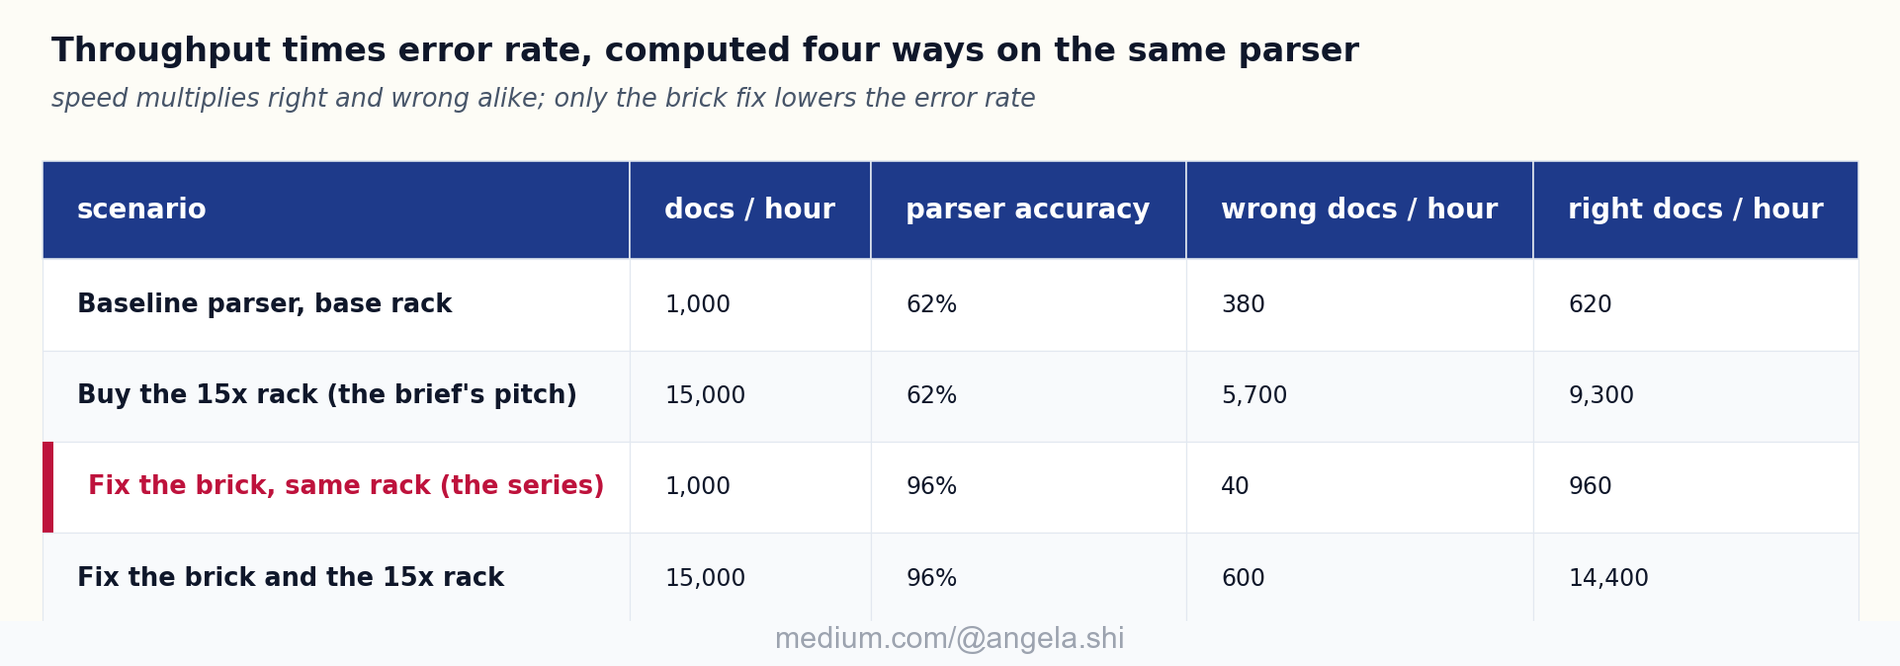 Throughput times error rate, computed four ways on the same parser
speed multiplies right and wrong alike; only the brick fix lowers the error rate
scenario docs / hour parser accuracy wrong docs / hour right docs / hour
Baseline parser, base rack 1,000 62% 380 620
Buy the 15x rack (the brief's pitch) 15,000 62% 5,700 9,300
Fix the brick, same rack (the series) 1,000 96% 40 960
Fix the brick and the 15x rack 15,000 96% 600 14,400
medium.com/@angela.shi